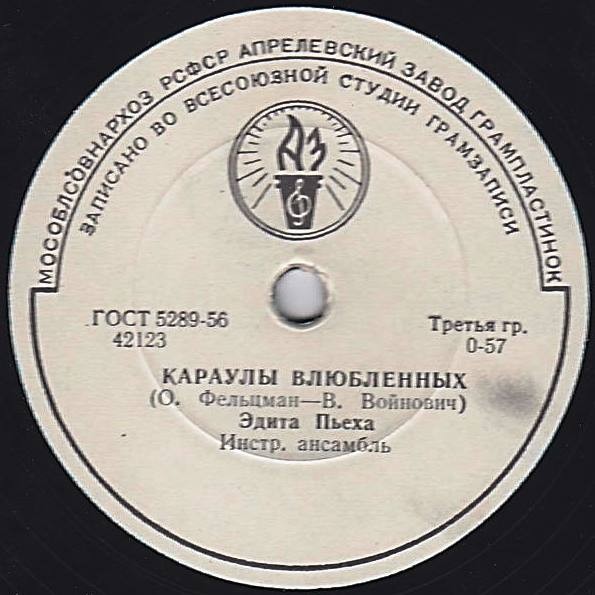 МОСОБЛСОВНАРХОЗ РСФСР АПРЕЛЕВСКИЙ ЗАВОД ГРАМПЛАСТИНОК
ЗАПИСАНО ВО ВСЕСОЮЗНОЙ СТУДИИ ГРАМЗАПИСИ
АЗ
ГОСТ 5289-56
42123
Третья гр.
0-57
КАРАУЛЫ ВЛЮБЛЕННЫХ
(О. Фельцман—В. Войнович)
Эдита Пьеха
Инстр. ансамбль